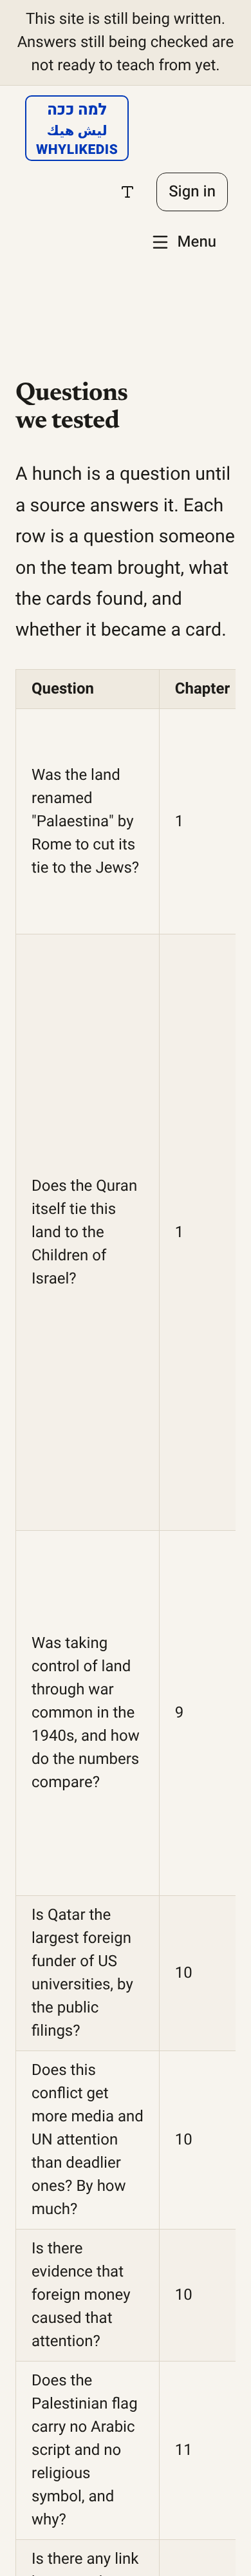 This site is still being written.
Answers still being checked are
not ready to teach from yet.
למה ככה
ليش هيك
WHYLIKEDIS
T
Sign in
Menu
Questions
we tested
A hunch is a question until
a source answers it. Each
row is a question someone
on the team brought, what
the cards found, and
whether it became a card.
Question
Chapter
Was the land
renamed
"Palaestina" by
Rome to cut its
tie to the Jews?
1
Does the Quran
itself tie this
land to the
Children of
Israel?
1
Was taking
control of land
through war
common in the
1940s, and how
do the numbers
compare?
9
Is Qatar the
largest foreign
funder of US
universities, by
the public
filings?
10
Does this
conflict get
more media and
UN attention
than deadlier
ones? By how
much?
10
Is there
evidence that
foreign money
caused that
attention?
10
Does the
Palestinian flag
carry no Arabic
script and no
religious
symbol, and
why?
11
Is there any link